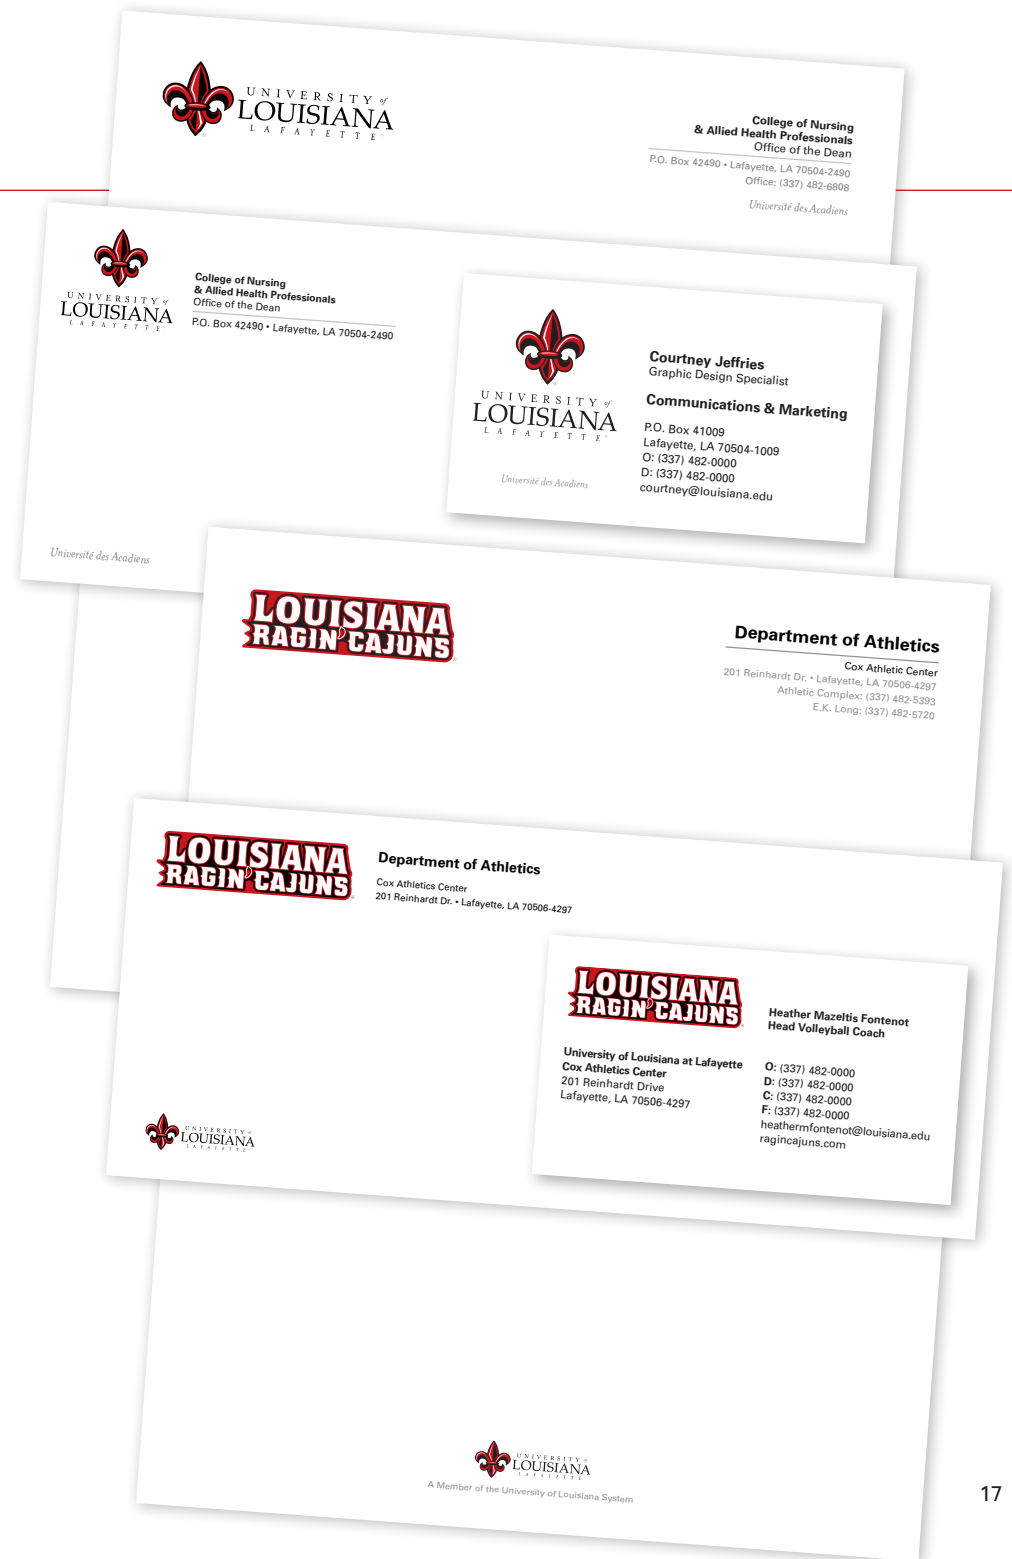 UNIVERSITY of
LOUISIANA
LAFAYETTE
College of Nursing
& Allied Health Professionals
Office of the Dean
P.O. Box 42490 • Lafayette, LA 70504-2490
Office: (337) 482-6808
Université des Acadiens
UNIVERSITY of
LOUISIANA
LAFAYETTE
College of Nursing
& Allied Health Professionals
Office of the Dean
P.O. Box 42490 • Lafayette, LA 70504-2490
Université des Acadiens
UNIVERSITY of
LOUISIANA
LAFAYETTE
Université des Acadiens
Courtney Jeffries
Graphic Design Specialist
Communications & Marketing
P.O. Box 41009
Lafayette, LA 70504-1009
O: (337) 482-0000
D: (337) 482-0000
courtney@louisiana.edu
LOUISIANA
RAGIN' CAJUNS
Department of Athletics
Cox Athletic Center
201 Reinhardt Dr. • Lafayette, LA 70506-4297
Athletic Complex: (337) 482-5393
E.K. Long: (337) 482-5720
LOUISIANA
RAGIN' CAJUNS
Department of Athletics
Cox Athletics Center
201 Reinhardt Dr. • Lafayette, LA 70506-4297
UNIVERSITY of
LOUISIANA
LAFAYETTE
LOUISIANA
RAGIN' CAJUNS
University of Louisiana at Lafayette
Cox Athletics Center
201 Reinhardt Drive
Lafayette, LA 70506-4297
Heather Mazeltis Fontenot
Head Volleyball Coach
O: (337) 482-0000
D: (337) 482-0000
C: (337) 482-0000
F: (337) 482-0000
heathermfontenot@louisiana.edu
ragincajuns.com
UNIVERSITY of
LOUISIANA
LAFAYETTE
A Member of the University of Louisiana System
17